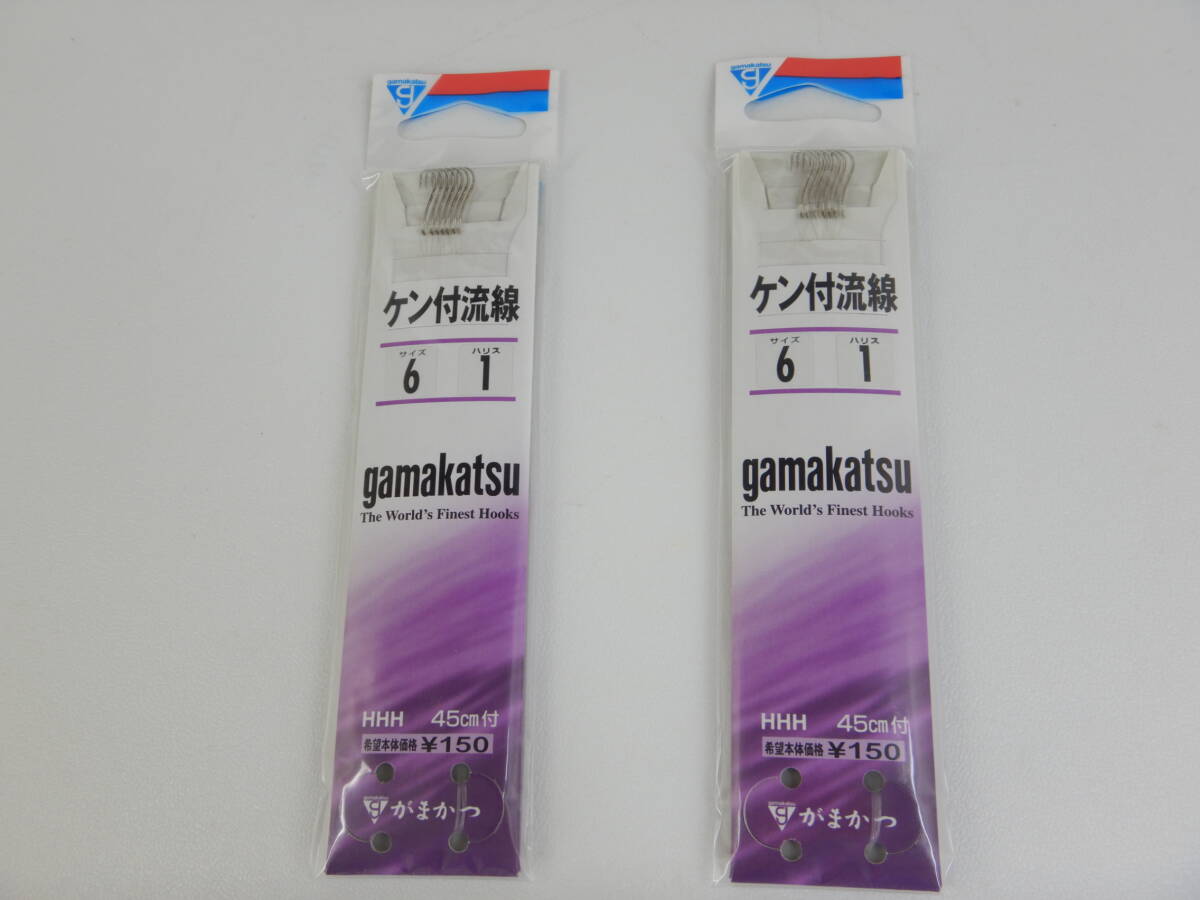 gamakatsu
ケン付流線
サイズ ハリス
6 1
gamakatsu
The World's Finest Hooks
HHH 45cm付
希望本体価格 ¥150
gamakatsu
がまかつ
gamakatsu
ケン付流線
サイズ ハリス
6 1
gamakatsu
The World's Finest Hooks
HHH 45cm付
希望本体価格 ¥150
gamakatsu
がまかつ